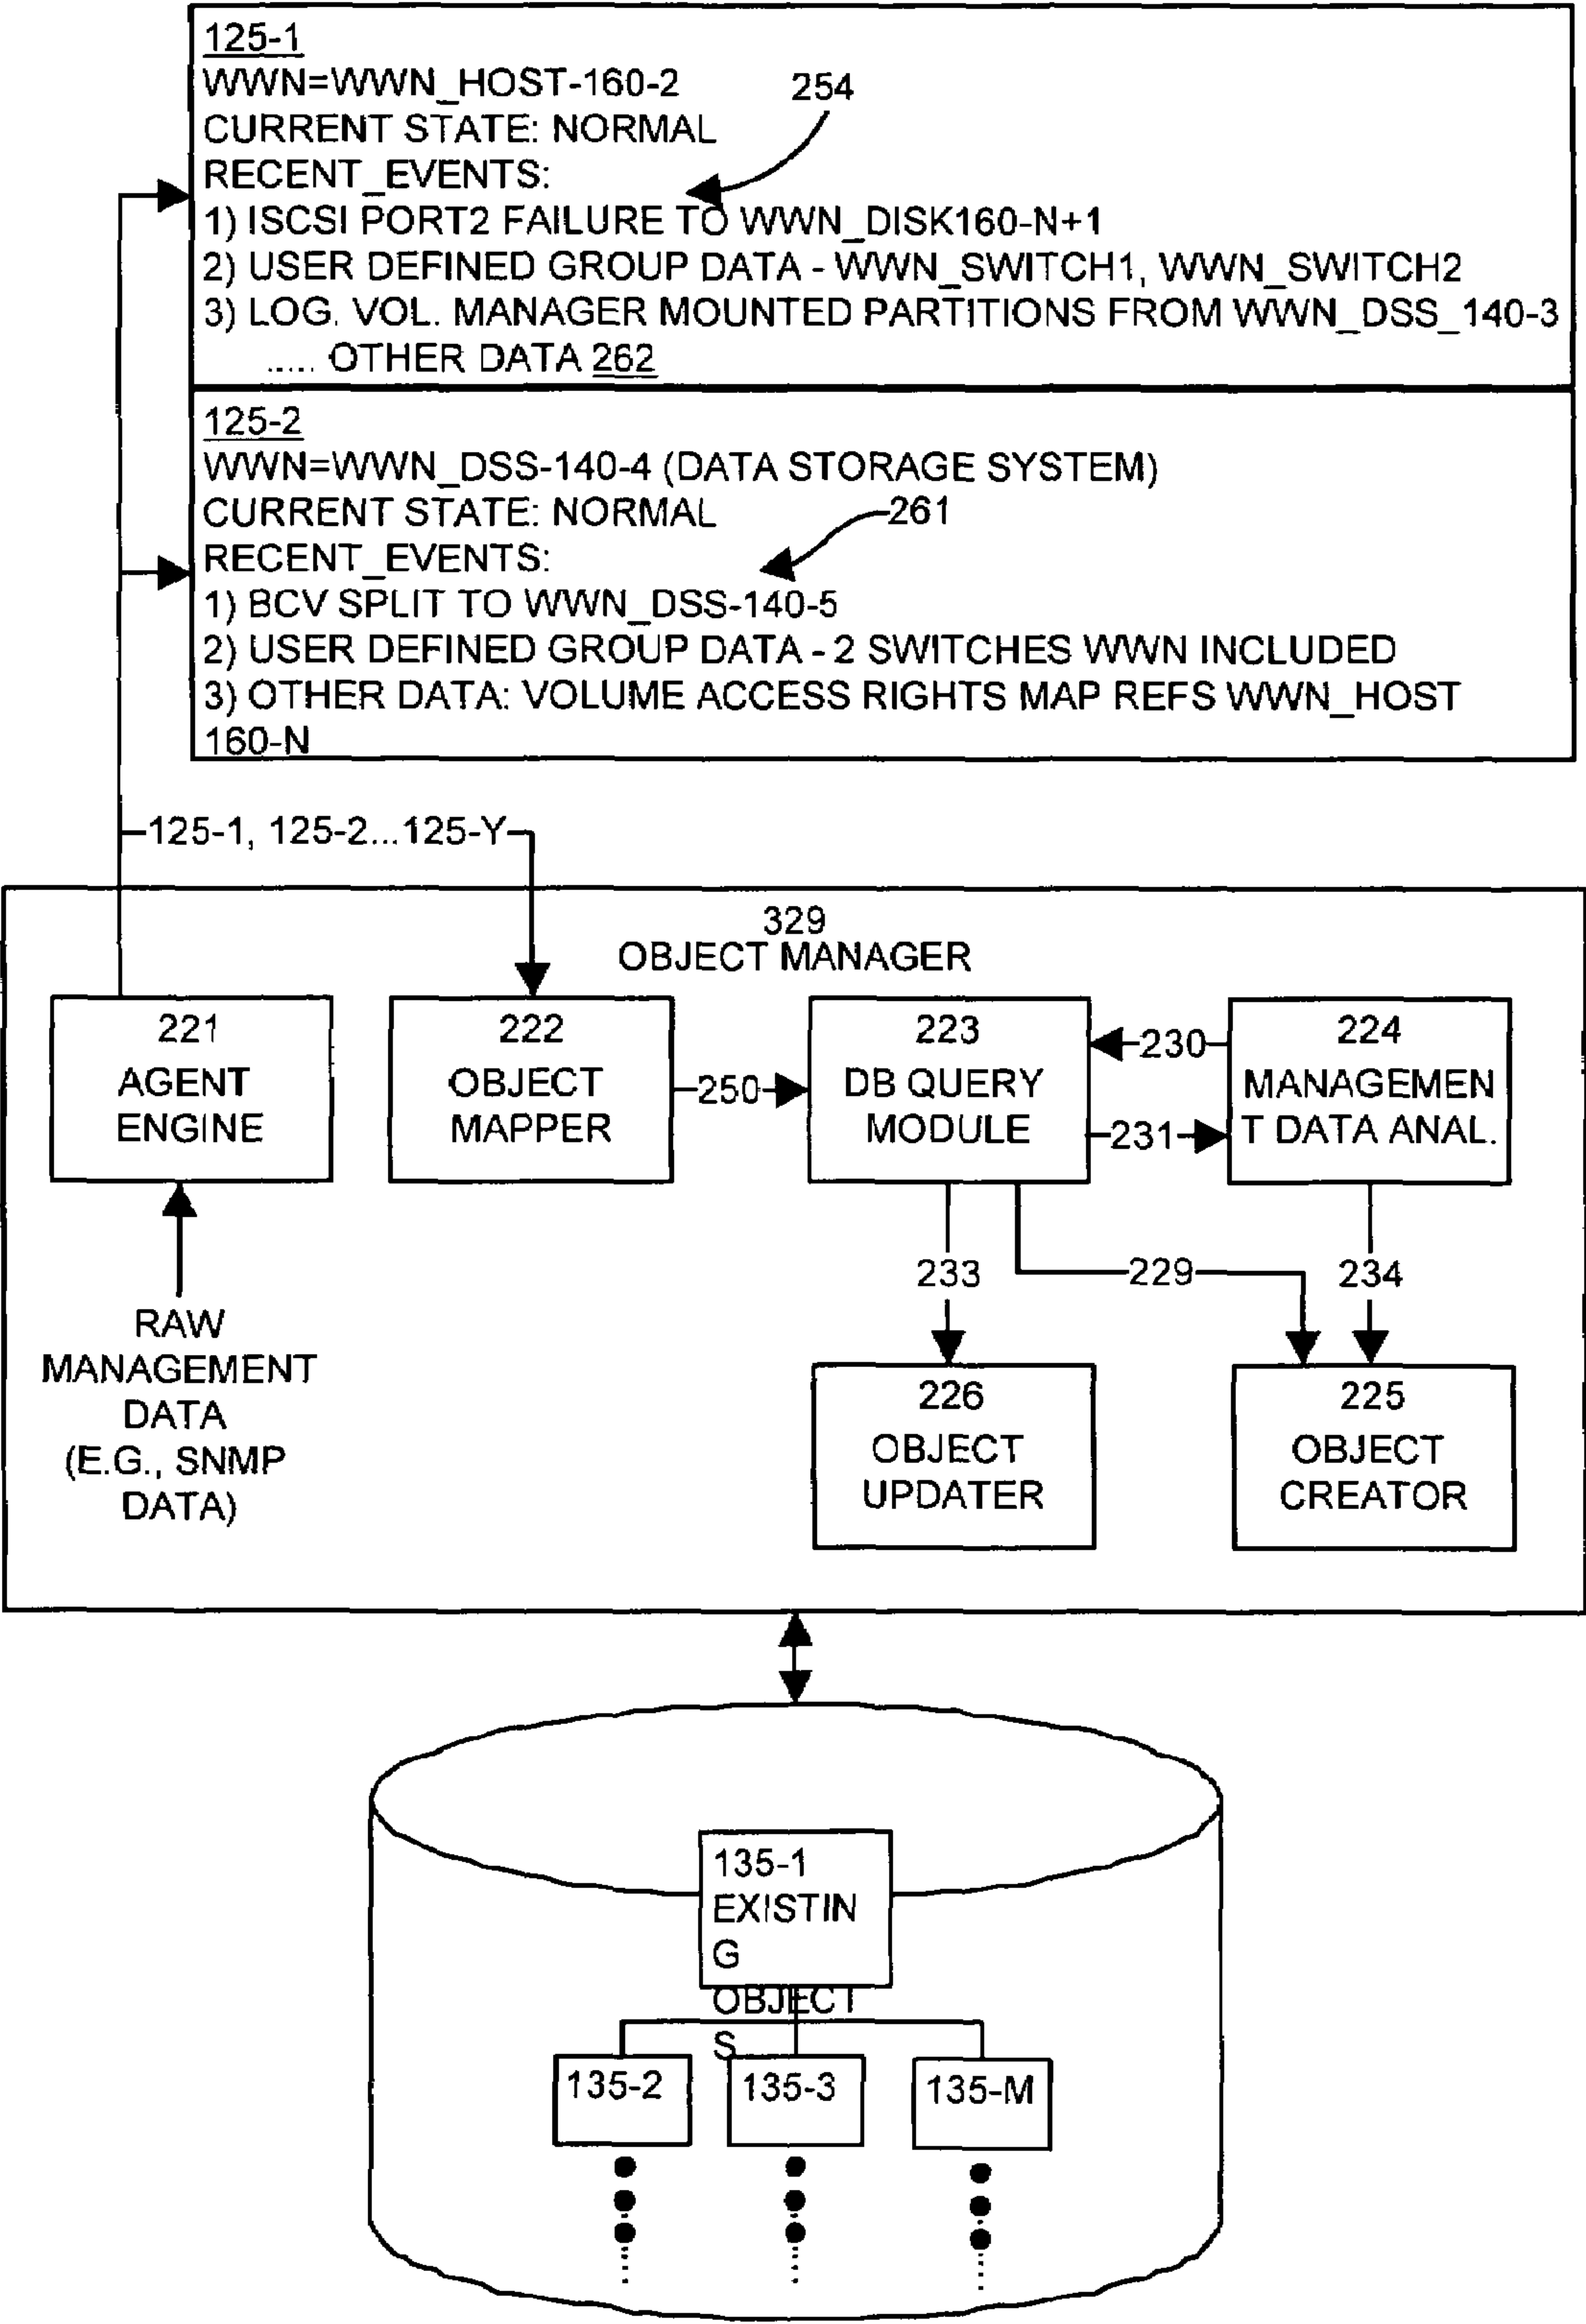 125-1
WWN=WWN_HOST-160-2
254
CURRENT STATE: NORMAL
RECENT_EVENTS:
1) ISCSI PORT2 FAILURE TO WWN_DISK160-N+1
2) USER DEFINED GROUP DATA - WWN_SWITCH1, WWN_SWITCH2
3) LOG. VOL. MANAGER MOUNTED PARTITIONS FROM WWN_DSS_140-3
..... OTHER DATA 262
125-2
WWN=WWN_DSS-140-4 (DATA STORAGE SYSTEM)
CURRENT STATE: NORMAL
261
RECENT_EVENTS:
1) BCV SPLIT TO WWN_DSS-140-5
2) USER DEFINED GROUP DATA - 2 SWITCHES WWN INCLUDED
3) OTHER DATA: VOLUME ACCESS RIGHTS MAP REFS WWN_HOST
160-N
125-1, 125-2...125-Y
329
OBJECT MANAGER
221
AGENT
ENGINE
222
OBJECT
MAPPER
250
223
DB QUERY
MODULE
230
231
224
MANAGEMEN
T DATA ANAL.
233
229
234
RAW
MANAGEMENT
DATA
(E.G., SNMP
DATA)
226
OBJECT
UPDATER
225
OBJECT
CREATOR
135-1
EXISTIN
G
OBJECT
S
135-2
135-3
135-M